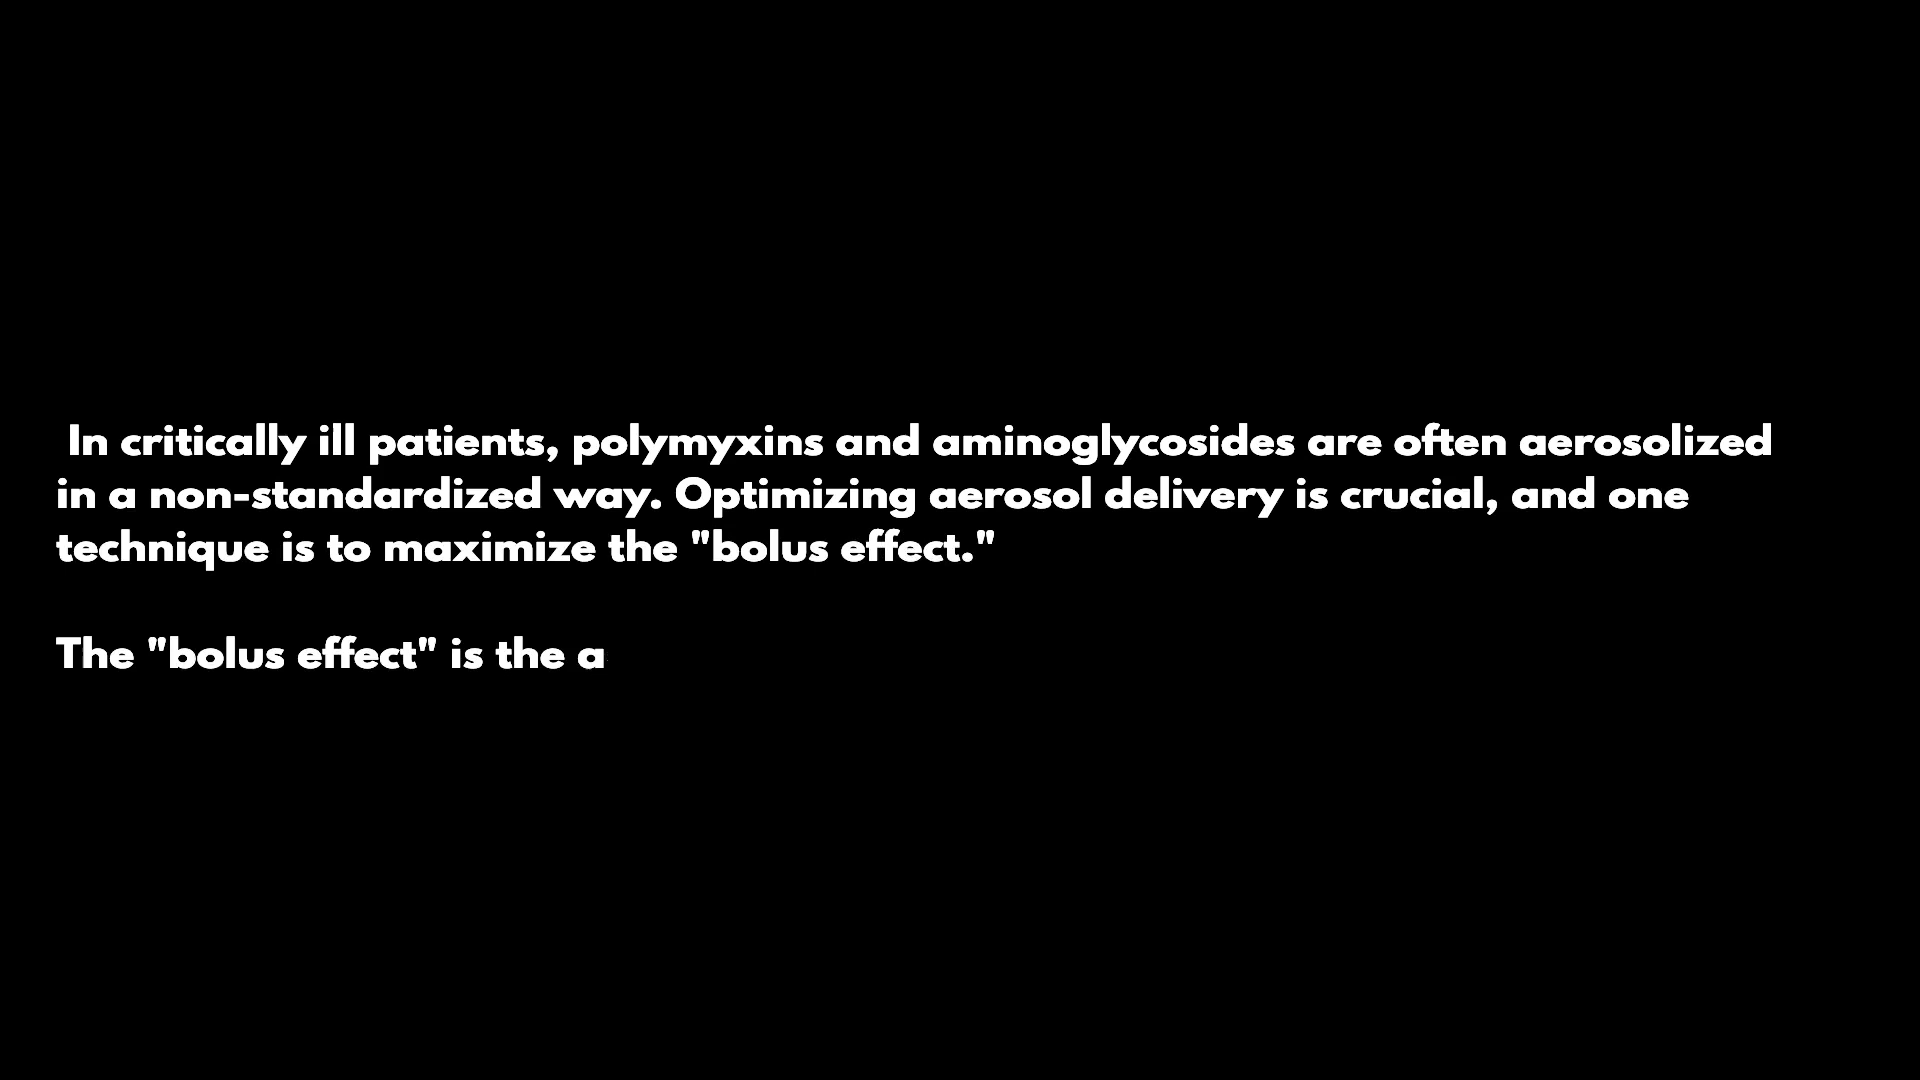 In critically ill patients, polymyxins and aminoglycosides are often aerosolized
in a non-standardized way. Optimizing aerosol delivery is crucial, and one
technique is to maximize the "bolus effect."
The "bolus effect" is the a